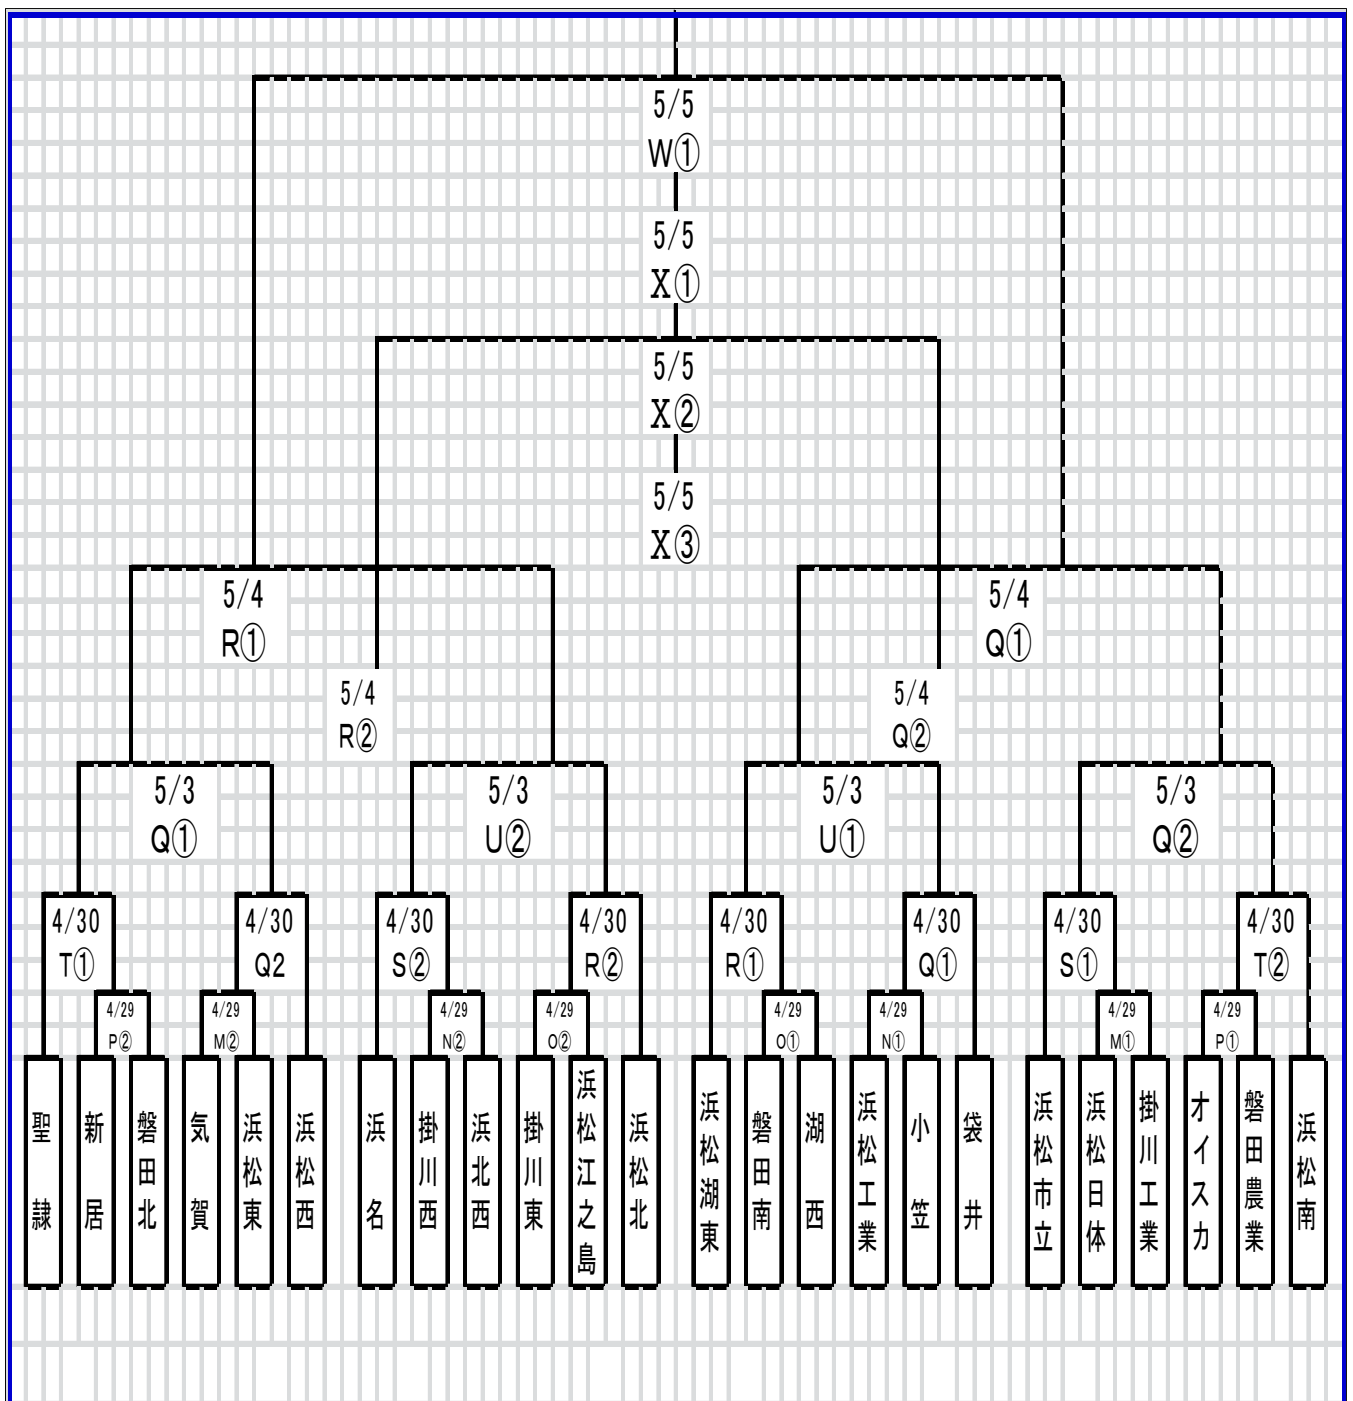 5/5
W①
5/5
X①
5/5
X②
5/5
X③
5/4
R①
5/4
Q①
5/4
R②
5/4
Q②
5/3
Q①
5/3
U②
5/3
U①
5/3
Q②
4/30
T①
4/30
Q2
4/30
S②
4/30
R②
4/30
R①
4/30
Q①
4/30
S①
4/30
T②
4/29
P②
4/29
M②
4/29
N②
4/29
O②
4/29
O①
4/29
N①
4/29
M①
4/29
P①
聖隷
新居
磐田北
気賀
浜松東
浜松西
浜名
掛川西
浜北西
掛川東
浜松江之島
浜松北
浜松湖東
磐田南
湖西
浜松工業
小笠
袋井
浜松市立
浜松日体
掛川工業
オイスカ
磐田農業
浜松南